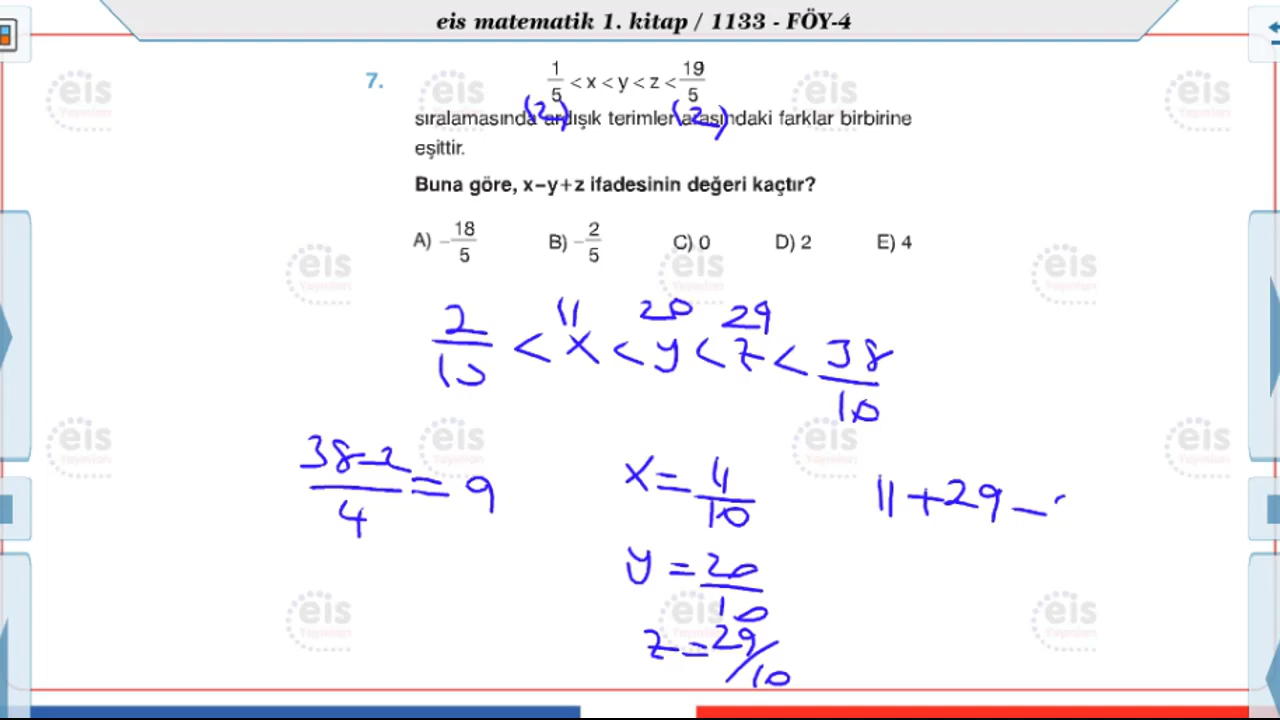 eis matematik 1. kitap / 1133 - FÖY-4
7.
1/5 < x < y < z < 19/5
(2) (2)
sıralamasında ardışık terimler arasındaki farklar birbirine
eşittir.
Buna göre, x-y+z ifadesinin değeri kaçtır?
A) -18/5 B) -2/5 C) 0 D) 2 E) 4
11 20 29
2/10 < x < y < z < 38/10
38-2/4 = 9
x = 11/10
11+29-
y = 20/10
z = 29/10
eis Yayınları